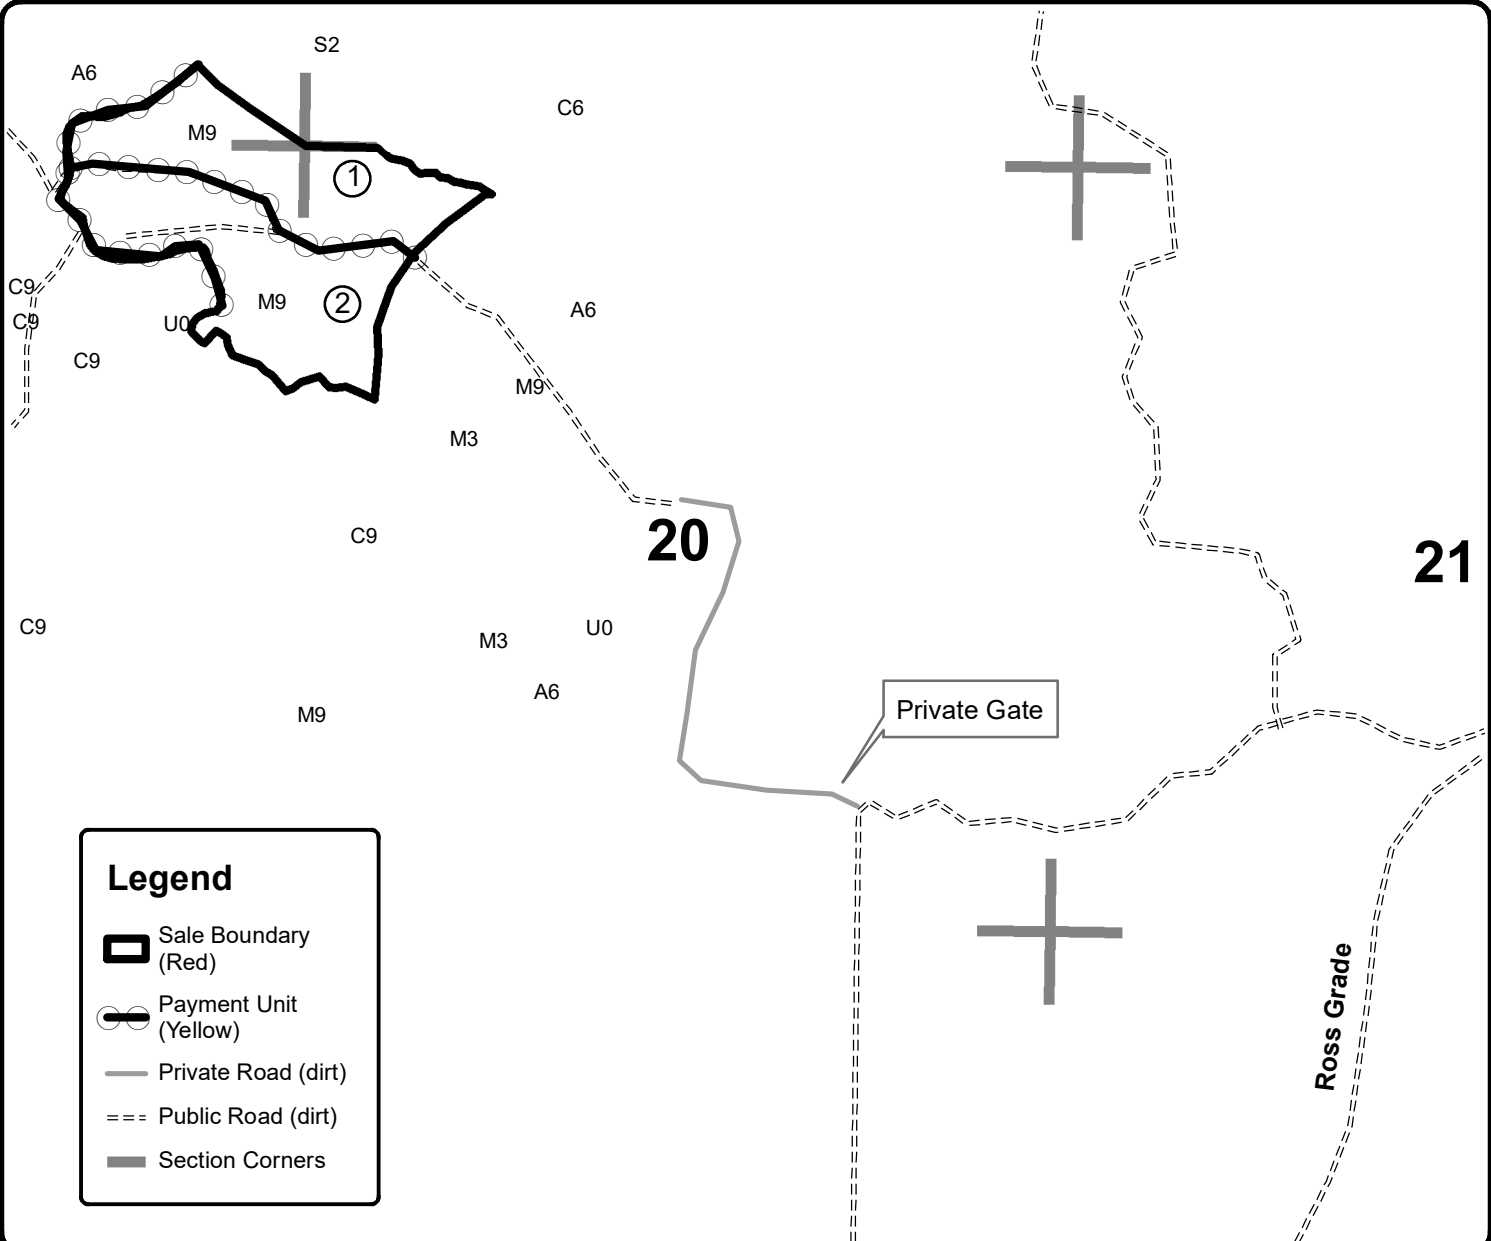 S2
A6
C6
M9
1
C9
M9
2
A6
C9
U0
C9
M9
M3
20
C9
21
C9
M3
U0
A6
M9
Private Gate
Legend
Sale Boundary
(Red)
Payment Unit
(Yellow)
Private Road (dirt)
Public Road (dirt)
Section Corners
Ross Grade